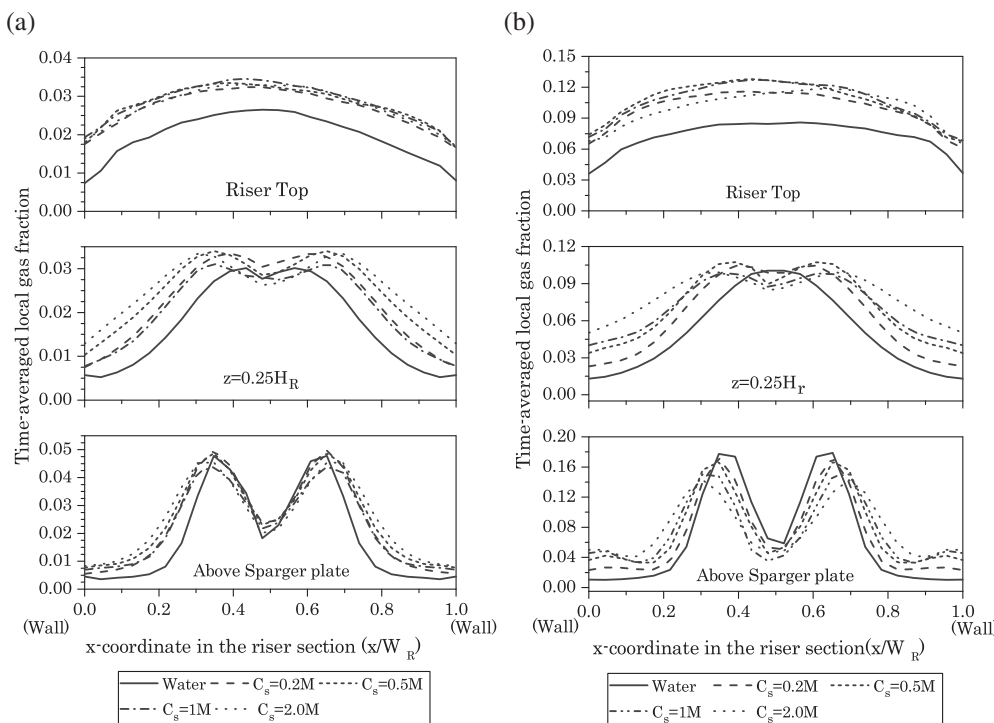 (a)
Time-averaged local gas fraction
0.04
0.03
0.02
0.01
0.00
Riser Top
0.03
0.02
0.01
0.00
z=0.25H_R
0.05
0.04
0.03
0.02
0.01
0.00
Above Sparger plate
0.0 0.2 0.4 0.6 0.8 1.0
(Wall) (Wall)
x-coordinate in the riser section (x/W_R)
Water C_s=0.2M C_s=0.5M
C_s=1M C_s=2.0M
(b)
Time-averaged local gas fraction
0.15
0.12
0.09
0.06
0.03
0.00
Riser Top
0.12
0.09
0.06
0.03
0.00
z=0.25H_r
0.20
0.16
0.12
0.08
0.04
0.00
Above Sparger plate
0.0 0.2 0.4 0.6 0.8 1.0
(Wall) (Wall)
x-coordinate in the riser section(x/W_R)
Water C_s=0.2M C_s=0.5M
C_s=1M C_s=2.0M